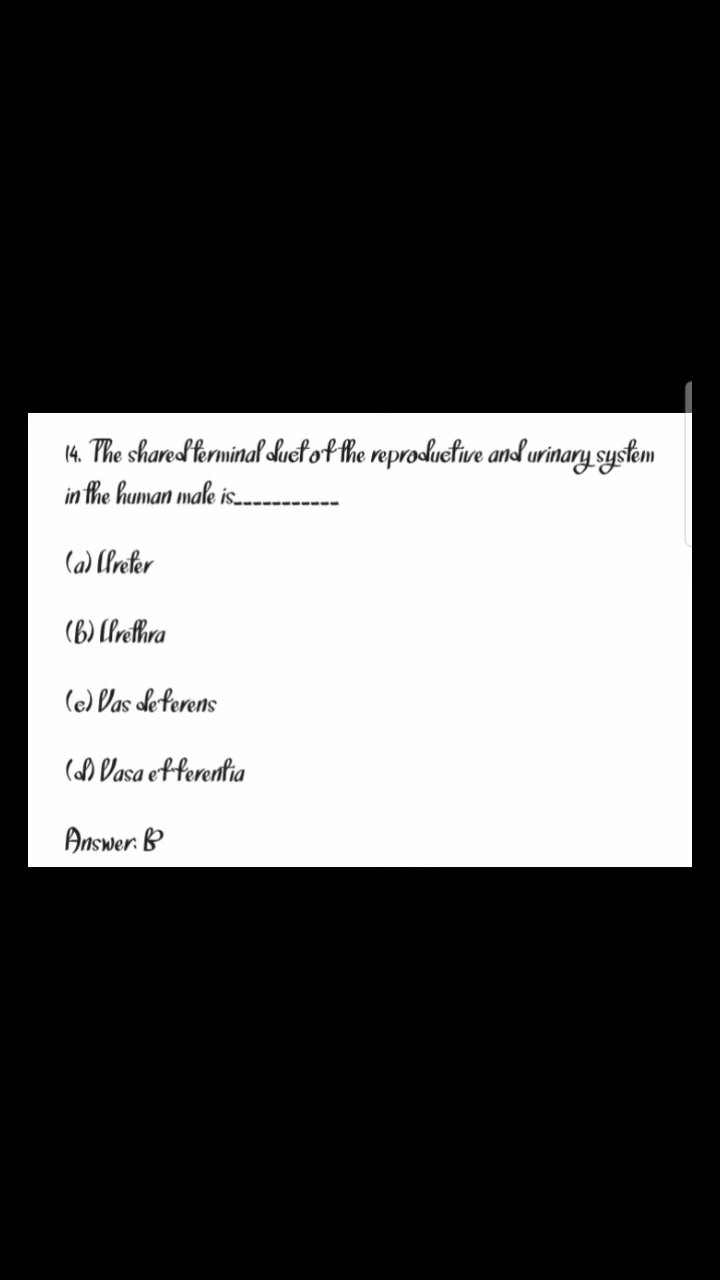 14. The shared terminal duct of the reproductive and urinary system
in the human male is___________
(a) Ureter
(b) Urethra
(c) Vas deferens
(d) Vasa efferentia
Answer: B